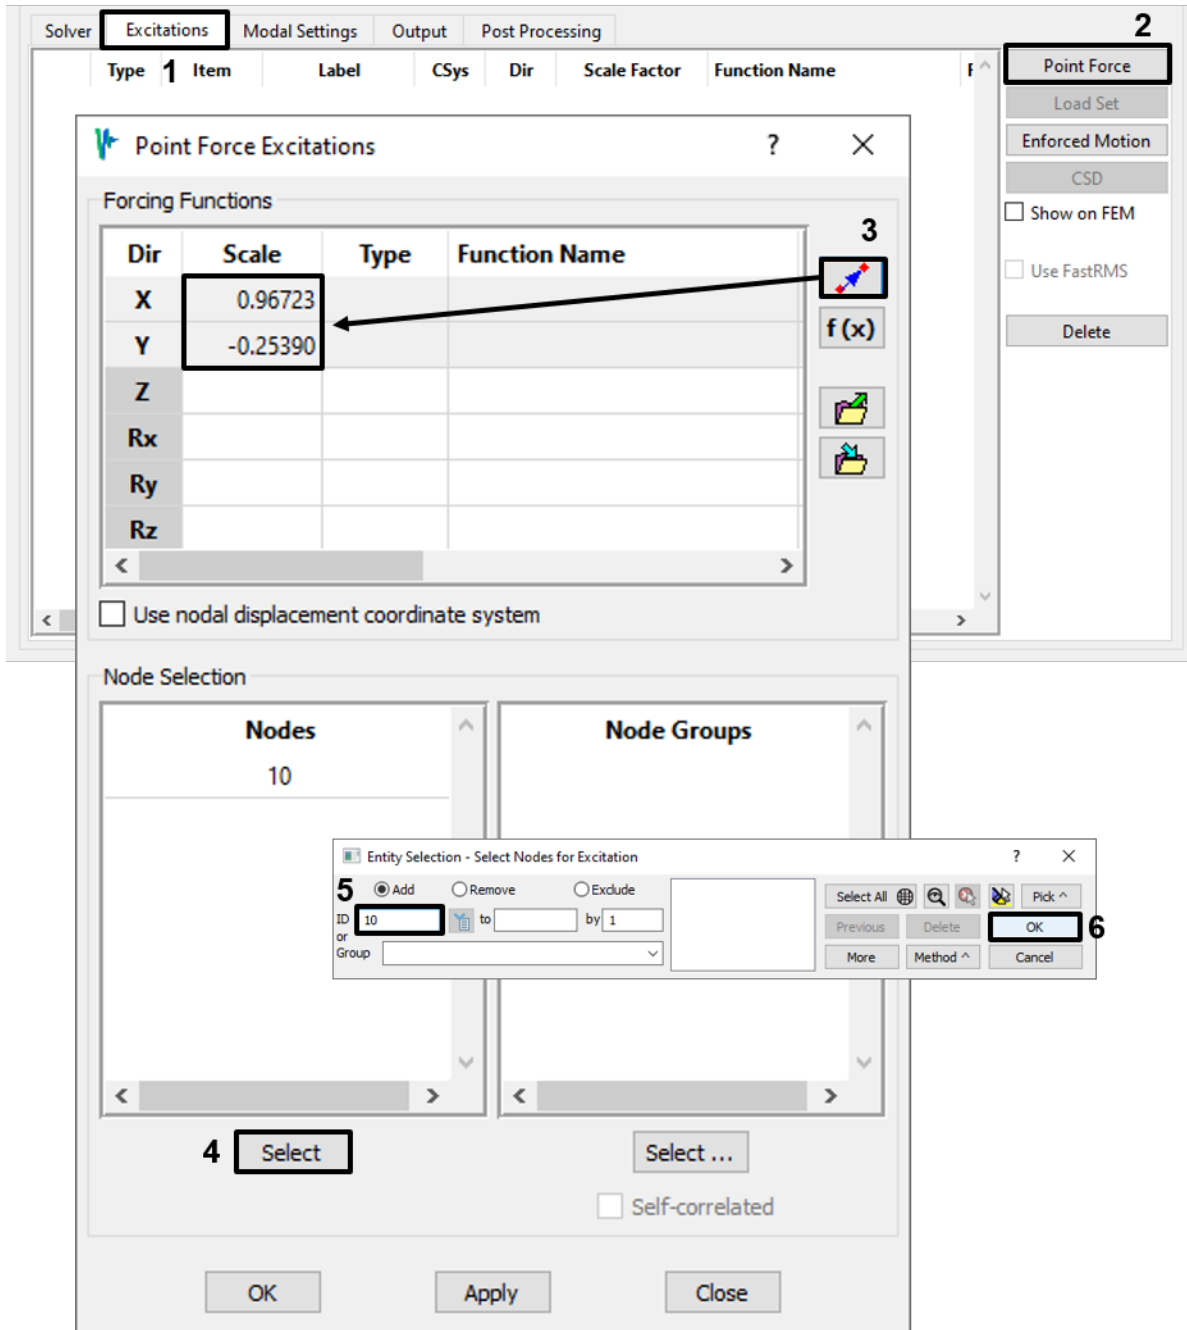 2
Solver Excitations Modal Settings Output Post Processing
Type 1 Item Label CSys Dir Scale Factor Function Name
Point Force
Load Set
Enforced Motion
CSD
Show on FEM
Use FastRMS
Delete
Point Force Excitations ? X
Forcing Functions
Dir Scale Type Function Name
3
X 0.96723
Y -0.25390
f (x)
Z
Rx
Ry
Rz
Use nodal displacement coordinate system
Node Selection
Nodes
10
Node Groups
Entity Selection - Select Nodes for Excitation ?
5 Add Remove Exclude
ID 10 to by 1
or
Group
Select All Pick ^
Previous Delete OK 6
More Method ^ Cancel
4 Select
Select ...
Self-correlated
OK Apply Close